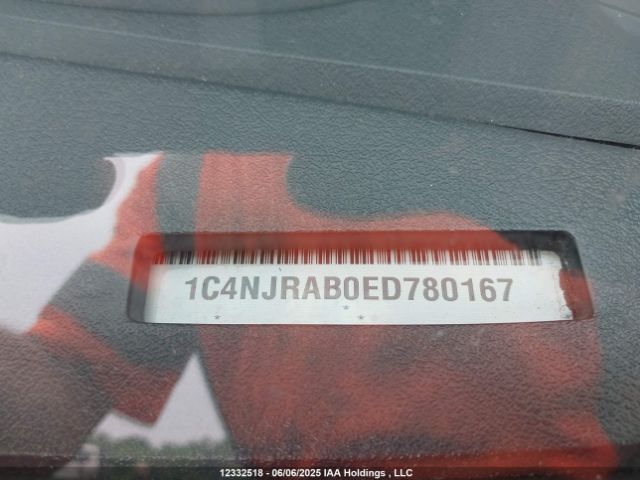 1C4NJRAB0ED780167
12332518 - 06/06/2025 IAA Holdings , LLC